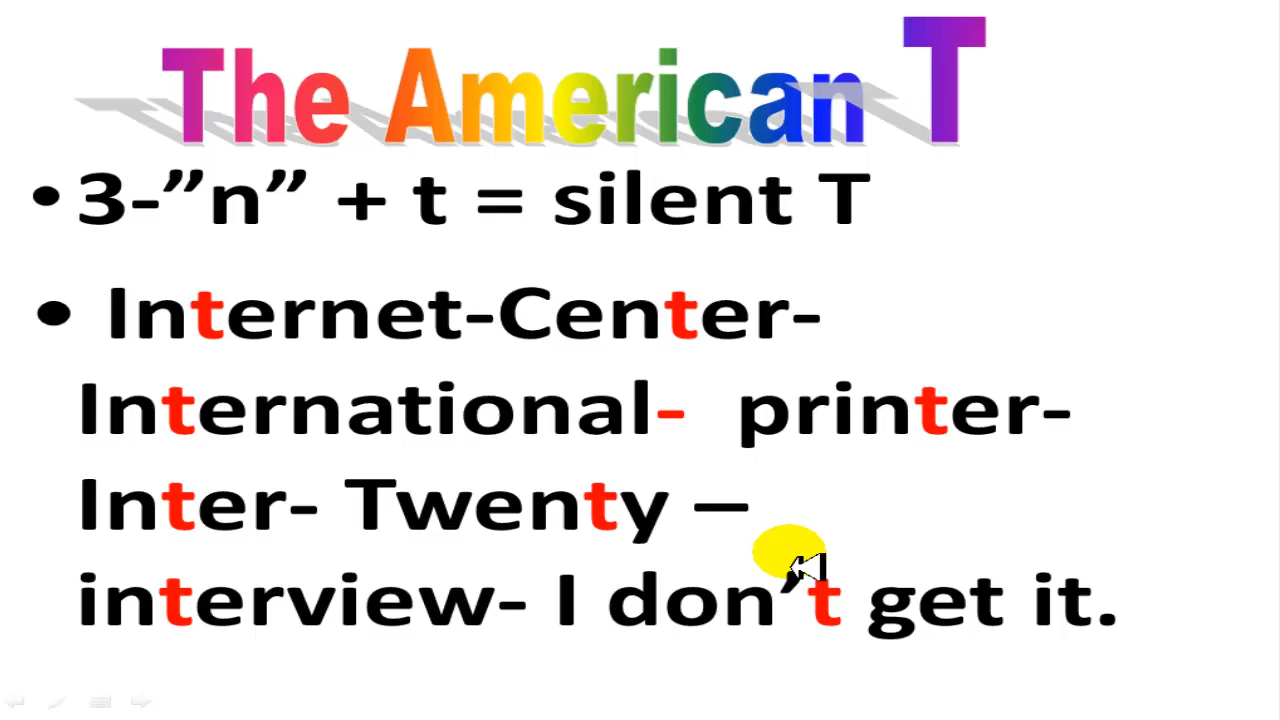 The American T
•3-”n” + t = silent T
• Internet-Center-
International- printer-
Inter- Twenty –
interview- I don’t get it.